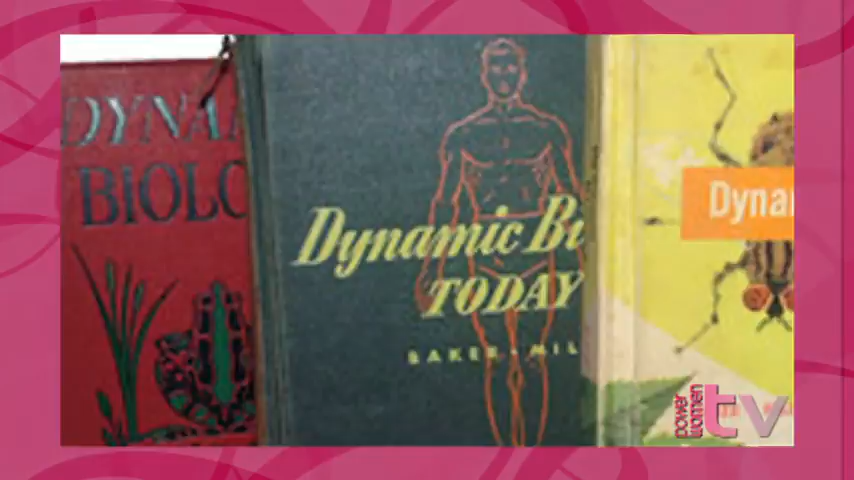 DYNA
BIOLO
Dynamic Bi
TODAY
BAKER · MIL
Dyna
power
women
tv